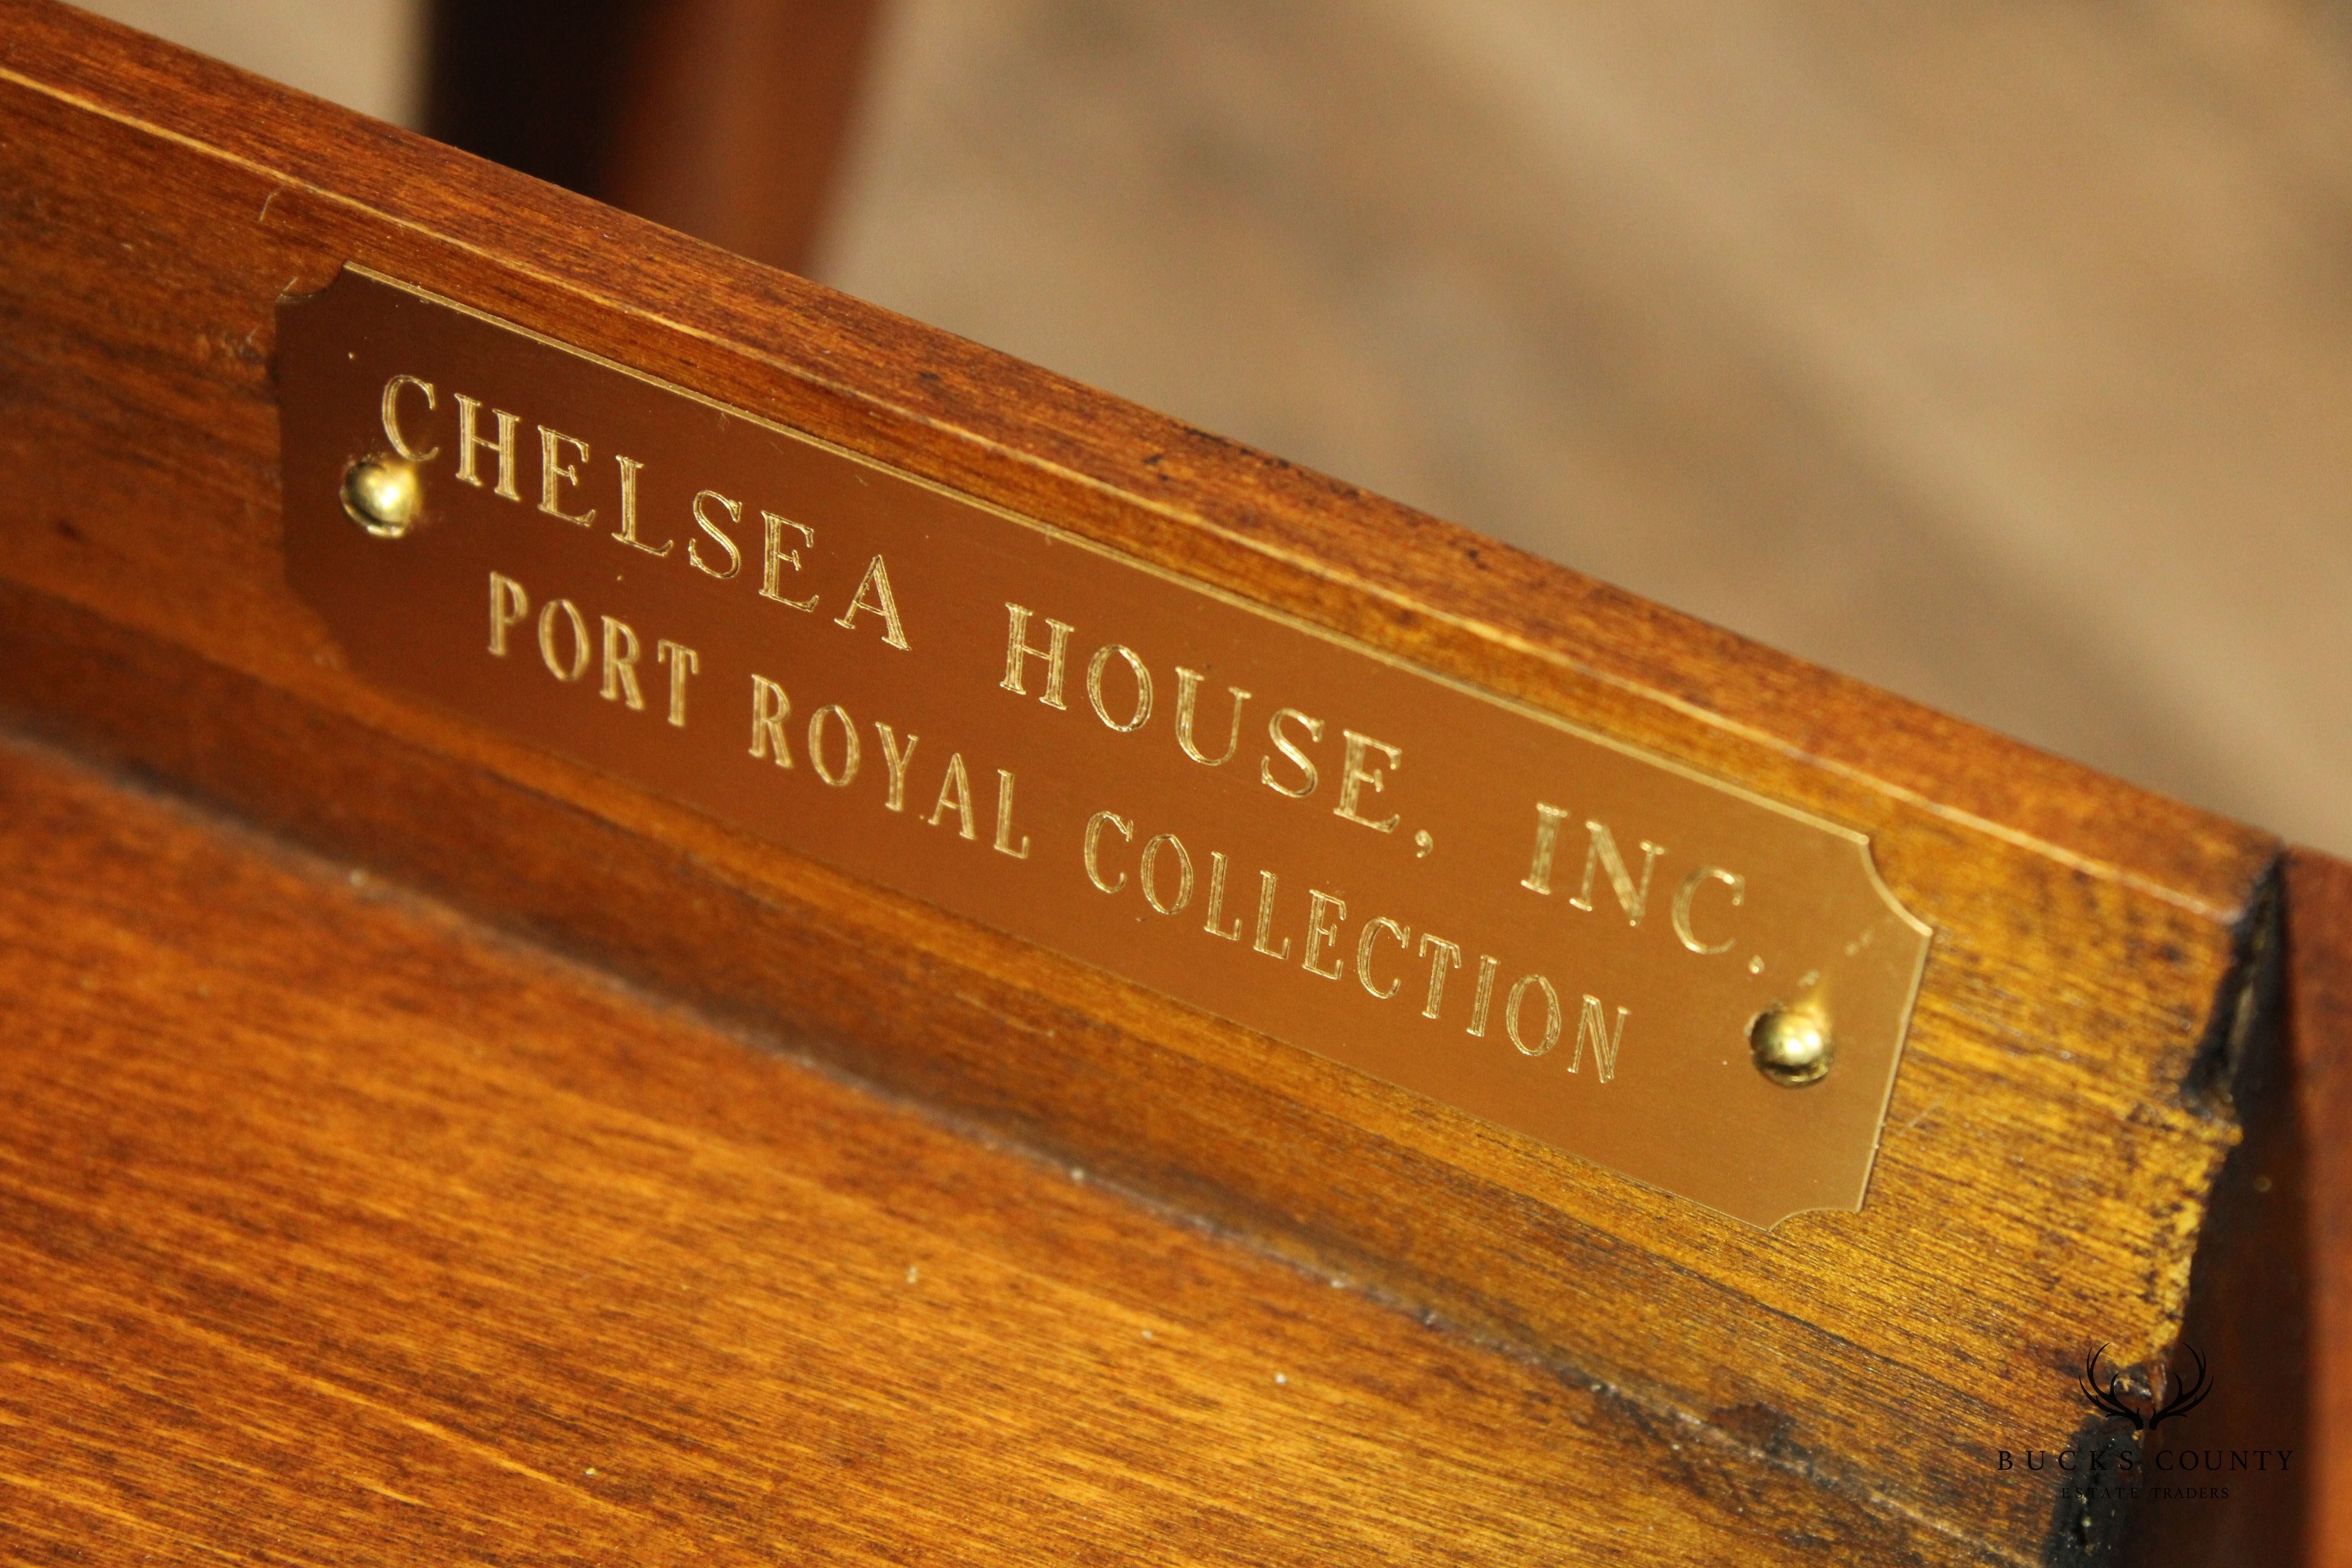 CHELSEA HOUSE, INC.
PORT ROYAL COLLECTION
BUCKS COUNTY
ESTATE TRADERS